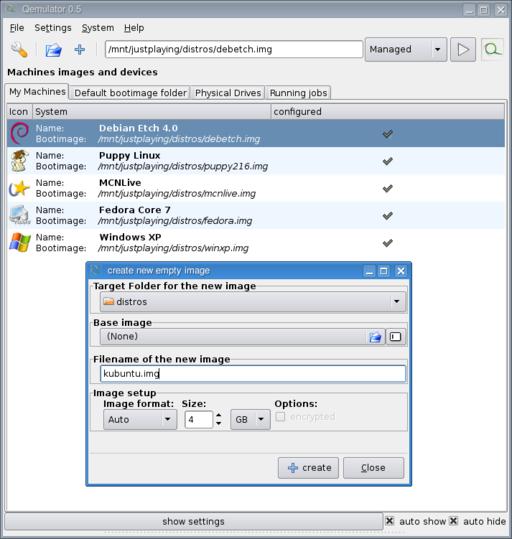 Qemulator 0.5
File Settings System Help
/mnt/justplaying/distros/debetch.img Managed
Machines images and devices
My Machines Default bootimage folder Physical Drives Running jobs
Icon System configured
Name: Debian Etch 4.0
Bootimage: /mnt/justplaying/distros/debetch.img
Name: Puppy Linux
Bootimage: /mnt/justplaying/distros/puppy216.img
Name: MCNLive
Bootimage: /mnt/justplaying/distros/mcnlive.img
Name: Fedora Core 7
Bootimage: /mnt/justplaying/distros/fedora.img
Name: Windows XP
Bootimage: /mnt/justplaying/distros/winxp.img
create new empty image
Target Folder for the new image
distros
Base image
(None)
Filename of the new image
kubuntu.img
Image setup
Image format: Size: Options:
Auto 4 GB encrypted
create Close
show settings auto show auto hide